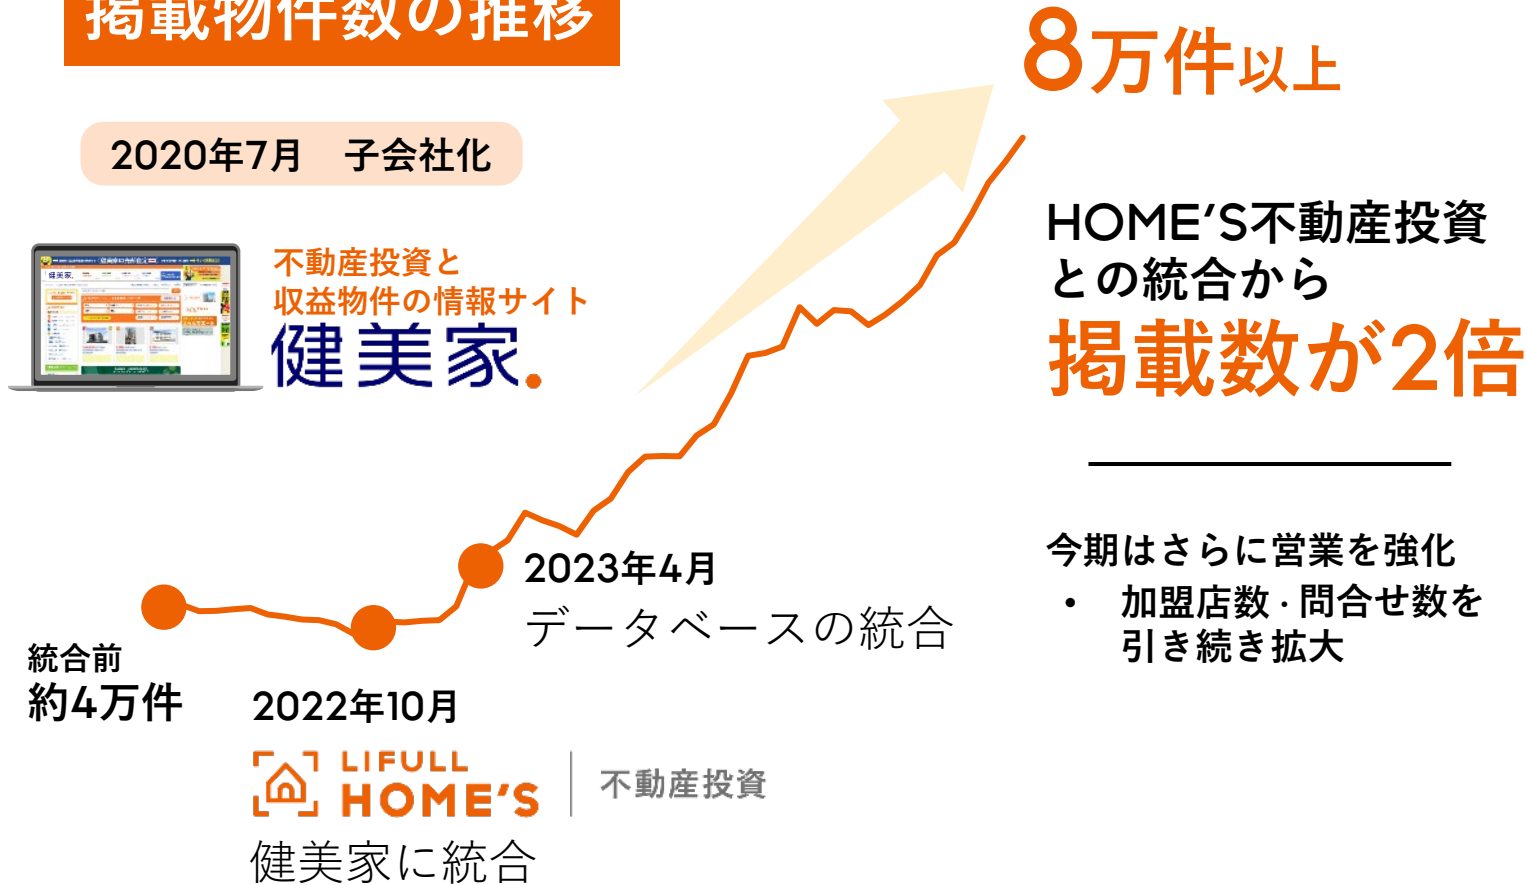 掲載物件数の推移
8万件以上
2020年7月　子会社化
不動産投資と
収益物件の情報サイト
健美家.
健美家.
HOME'S不動産投資
との統合から
掲載数が2倍
今期はさらに営業を強化
• 加盟店数・問合せ数を
引き続き拡大
2023年4月
データベースの統合
統合前
約4万件
2022年10月
LIFULL
HOME'S
不動産投資
健美家に統合